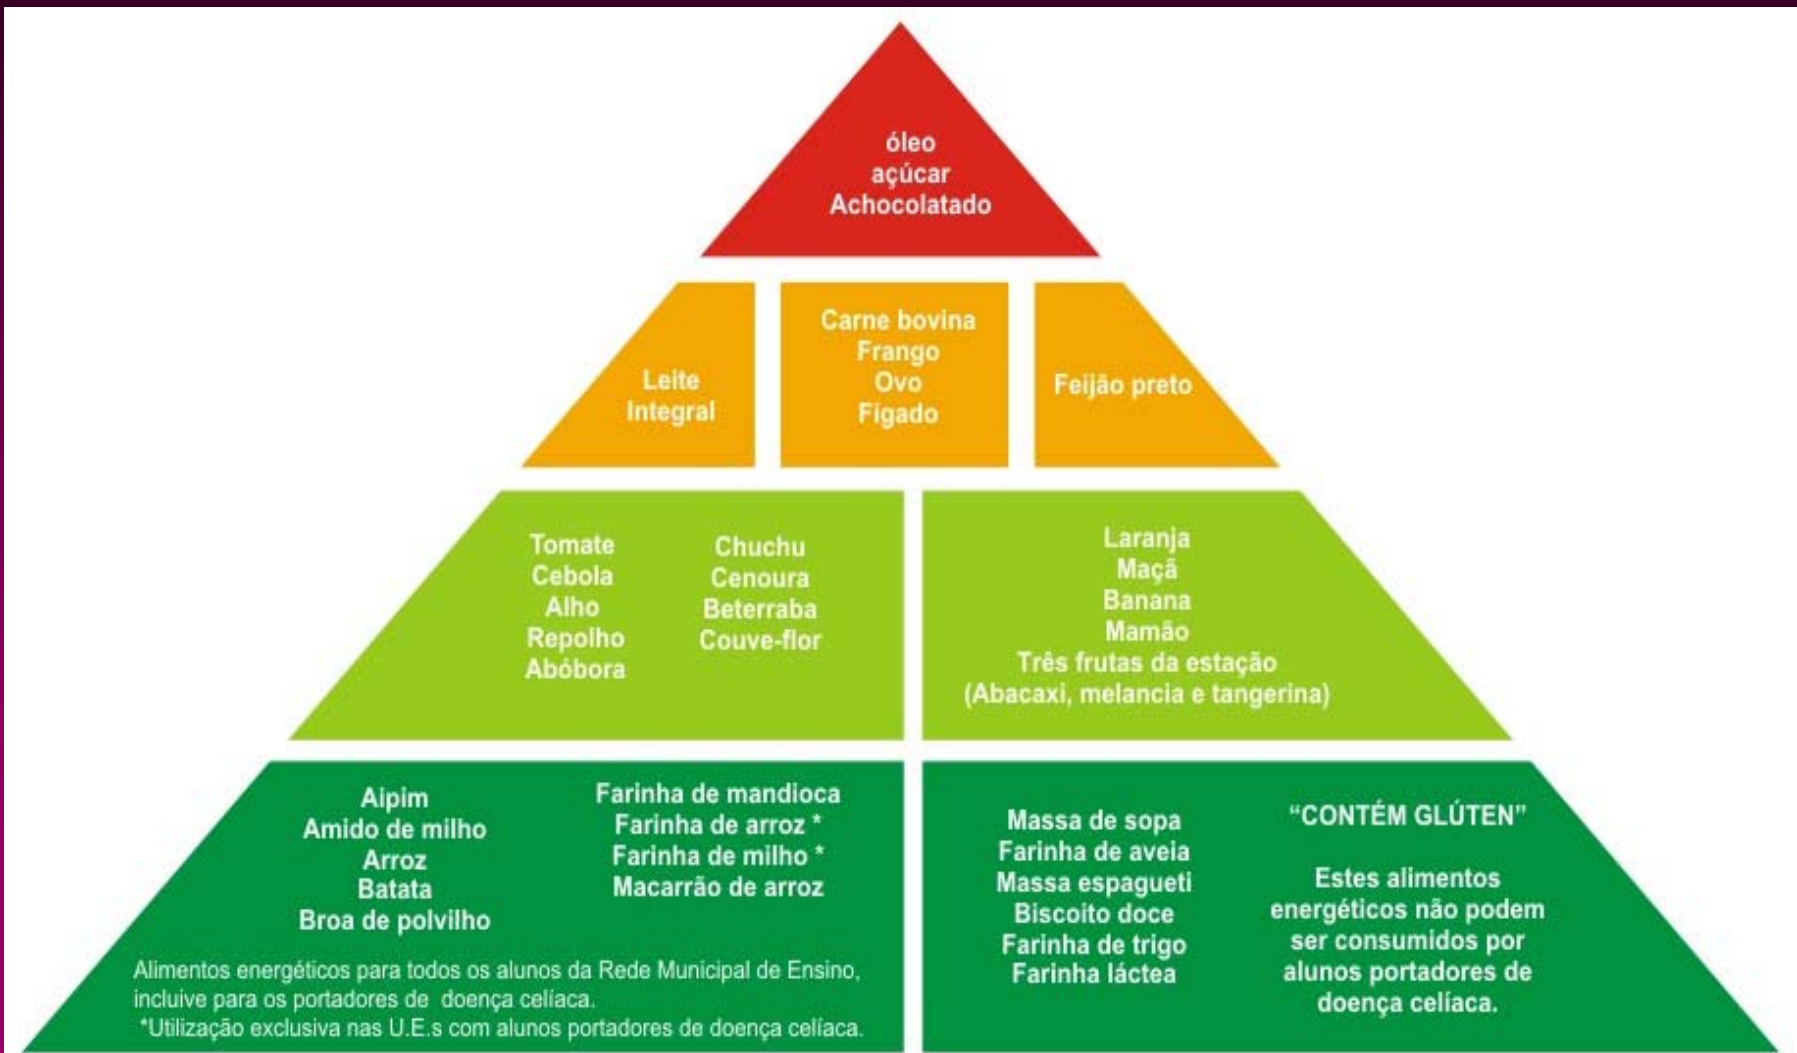 óleo
açúcar
Achocolatado
Leite
Integral
Carne bovina
Frango
Ovo
Fígado
Feijão preto
Tomate
Cebola
Alho
Repolho
Abóbora
Chuchu
Cenoura
Beterraba
Couve-flor
Laranja
Maçã
Banana
Mamão
Três frutas da estação
(Abacaxi, melancia e tangerina)
Aipim
Amido de milho
Arroz
Batata
Broa de polvilho
Farinha de mandioca
Farinha de arroz *
Farinha de milho *
Macarrão de arroz
Alimentos energéticos para todos os alunos da Rede Municipal de Ensino,
incluive para os portadores de doença celíaca.
*Utilização exclusiva nas U.E.s com alunos portadores de doença celíaca.
Massa de sopa
Farinha de aveia
Massa espagueti
Biscoito doce
Farinha de trigo
Farinha láctea
“CONTÉM GLÚTEN”
Estes alimentos
energéticos não podem
ser consumidos por
alunos portadores de
doença celíaca.